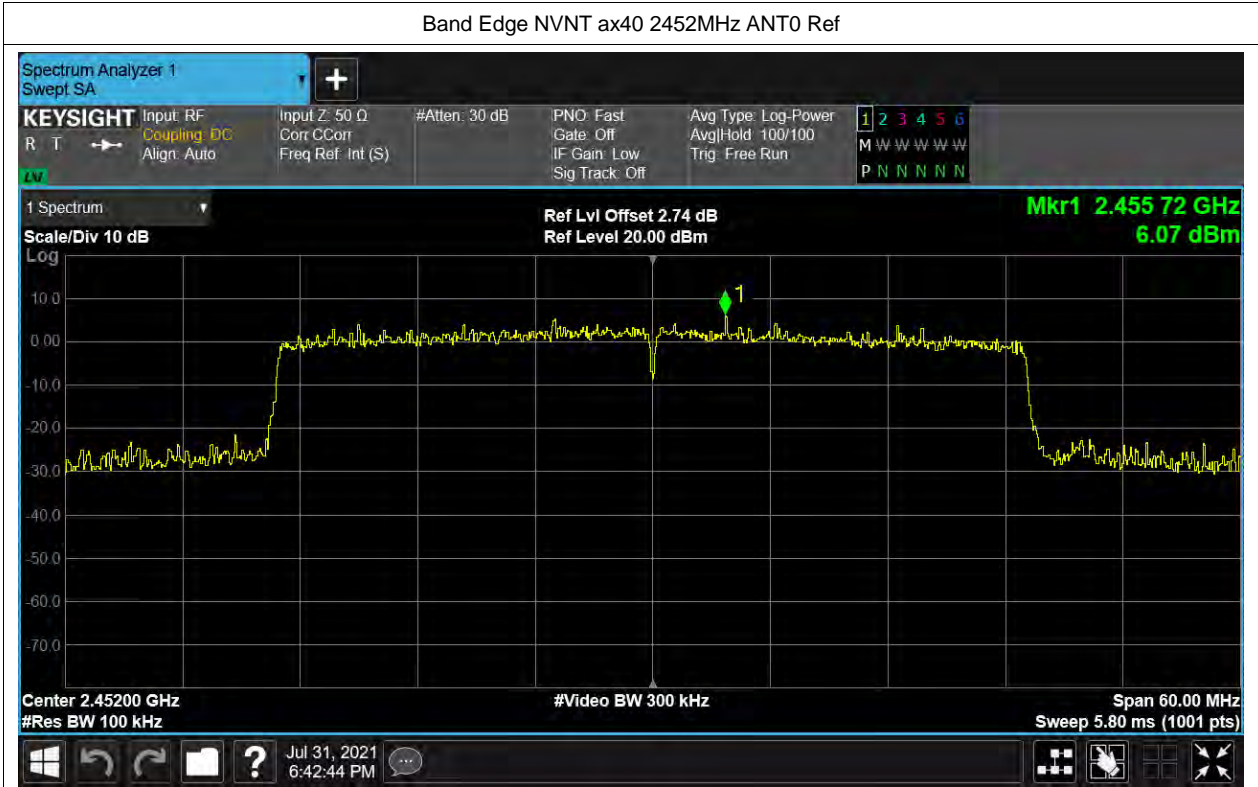 Band Edge NVNT ax40 2452MHz ANT0 Ref
Spectrum Analyzer 1
Swept SA
+
KEYSIGHT
R T
LXI
Input: RF
Coupling: DC
Align: Auto
Input Z: 50 Ω
Corr CCorr
Freq Ref: Int (S)
#Atten: 30 dB
PNO: Fast
Gate: Off
IF Gain: Low
Sig Track: Off
Avg Type: Log-Power
Avg|Hold: 100/100
Trig: Free Run
1 2 3 4 5 6
M W W W W W
P N N N N N
1 Spectrum
Scale/Div 10 dB
Log
Ref Lvl Offset 2.74 dB
Ref Level 20.00 dBm
Mkr1 2.455 72 GHz
6.07 dBm
1
10.0
0.00
-10.0
-20.0
-30.0
-40.0
-50.0
-60.0
-70.0
Center 2.45200 GHz
#Res BW 100 kHz
#Video BW 300 kHz
Span 60.00 MHz
Sweep 5.80 ms (1001 pts)
?
Jul 31, 2021
6:42:44 PM